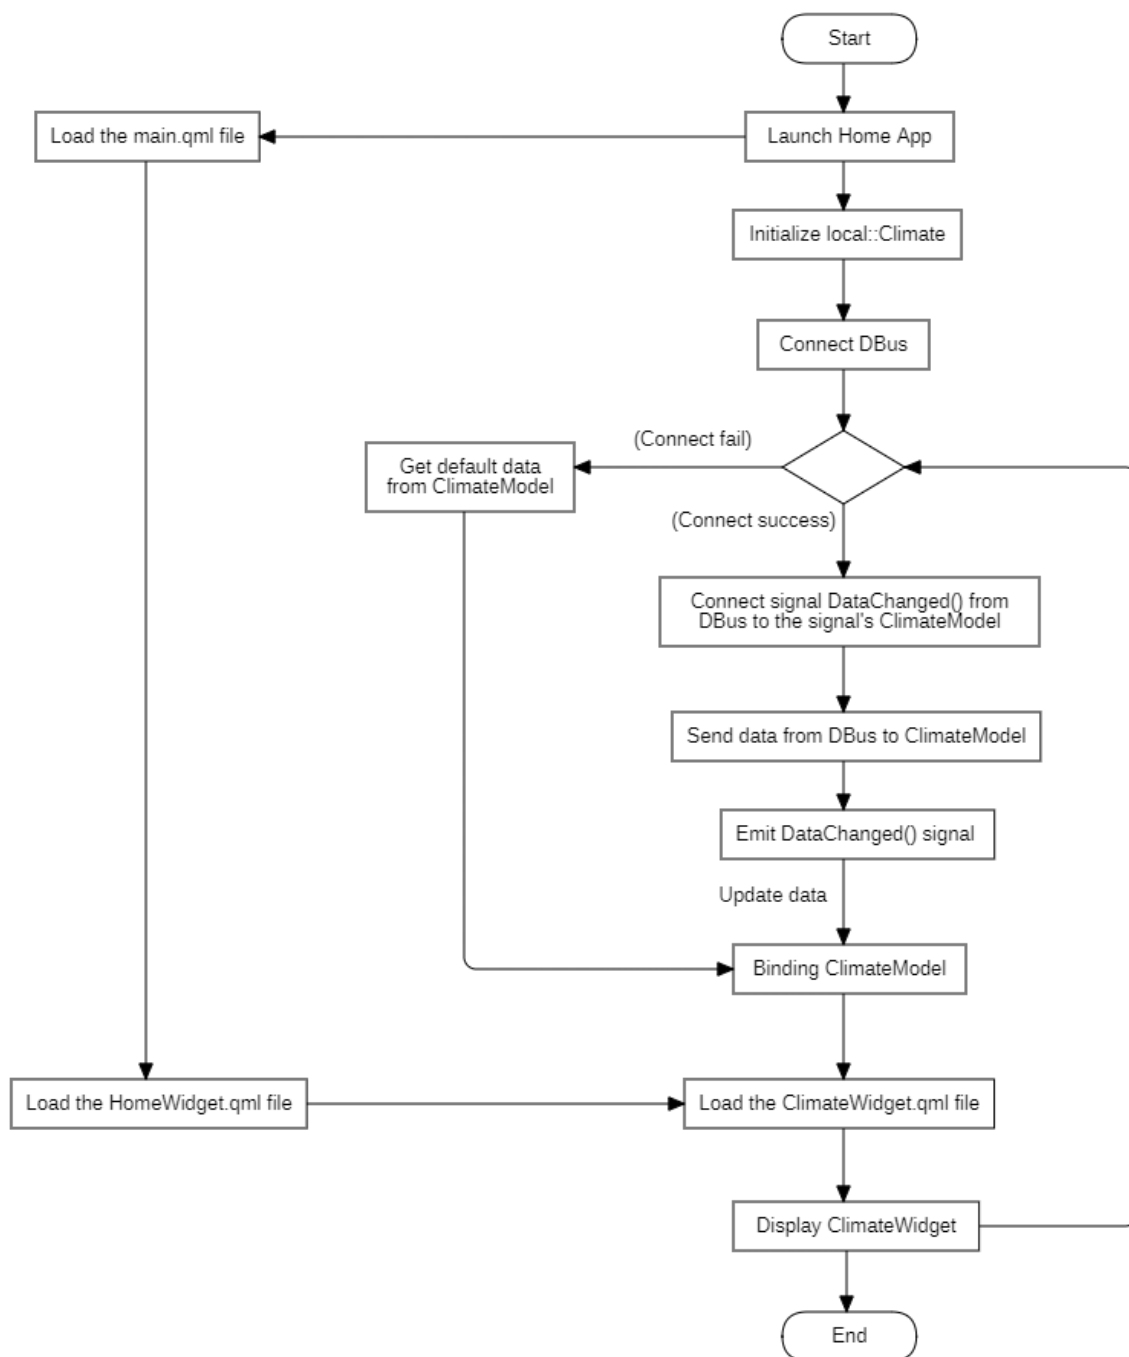 Start
Load the main.qml file
Launch Home App
Initialize local::Climate
Connect DBus
(Connect fail)
Get default data
from ClimateModel
(Connect success)
Connect signal DataChanged() from
DBus to the signal's ClimateModel
Send data from DBus to ClimateModel
Emit DataChanged() signal
Update data
Binding ClimateModel
Load the HomeWidget.qml file
Load the ClimateWidget.qml file
Display ClimateWidget
End